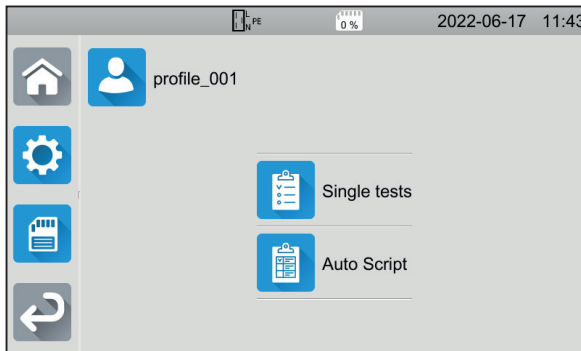 L
N PE
0 %
2022-06-17 11:43
profile_001
Single tests
Auto Script